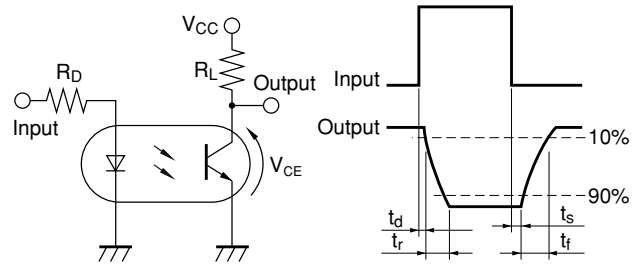 V_CC
R_D
R_L
Output
Input
V_CE
Input
Output
10%
90%
t_d
t_s
t_r
t_f